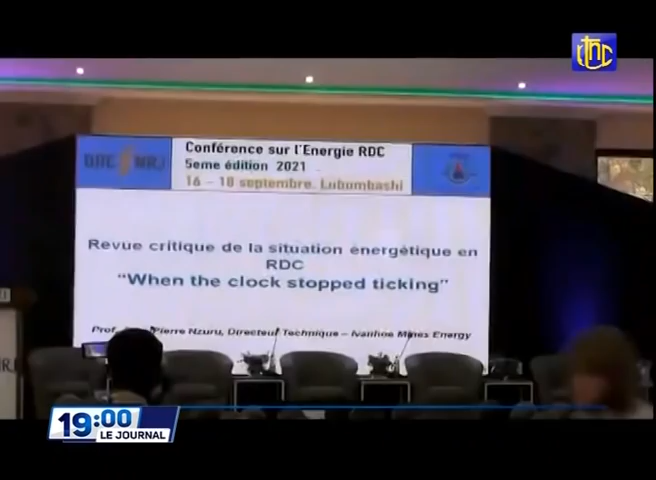 Conférence sur l'Energie RDC
5eme édition 2021
16 – 18 septembre. Lubumbashi
Revue critique de la situation énergétique en
RDC
“When the clock stopped ticking”
Prof. Pierre Nzuru, Directeur Technique – Ivanhoe Mines Energy
19:00
LE JOURNAL